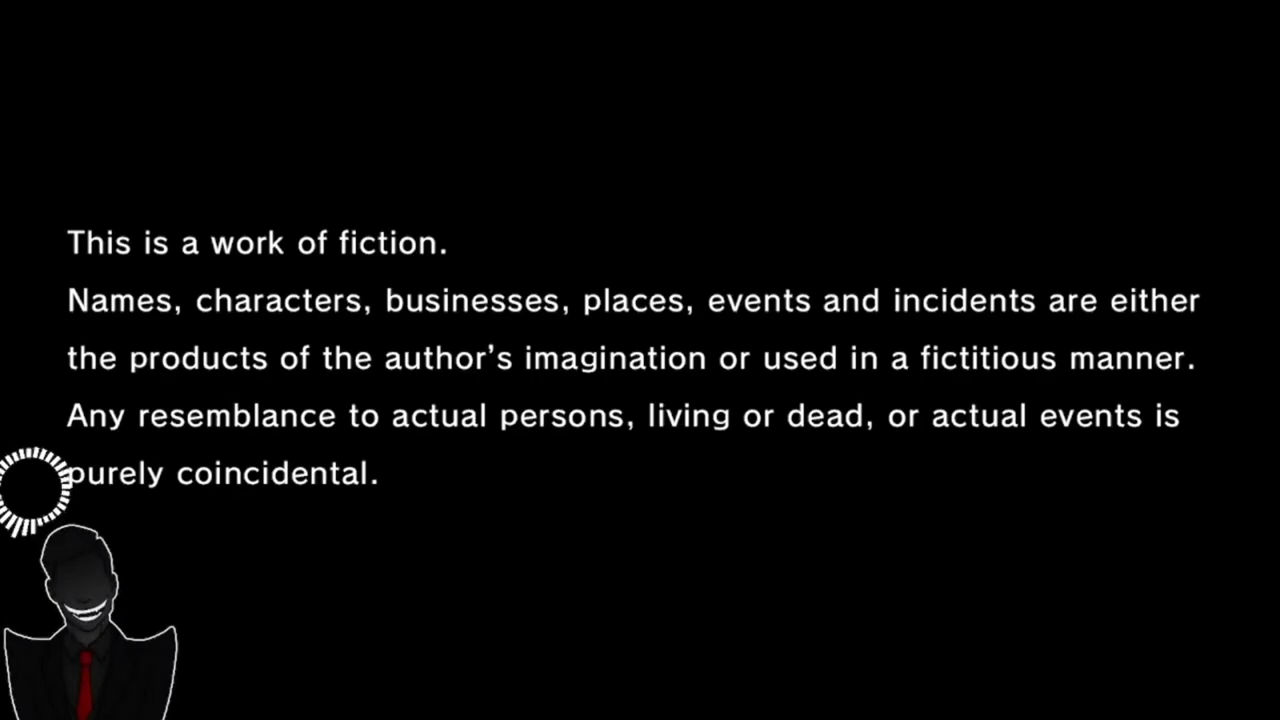 This is a work of fiction.
Names, characters, businesses, places, events and incidents are either
the products of the author’s imagination or used in a fictitious manner.
Any resemblance to actual persons, living or dead, or actual events is
purely coincidental.